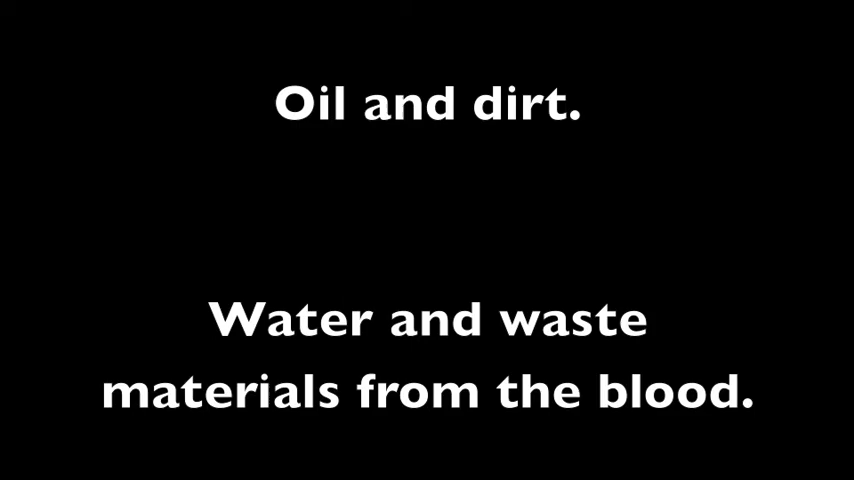 Oil and dirt.
Water and waste
materials from the blood.